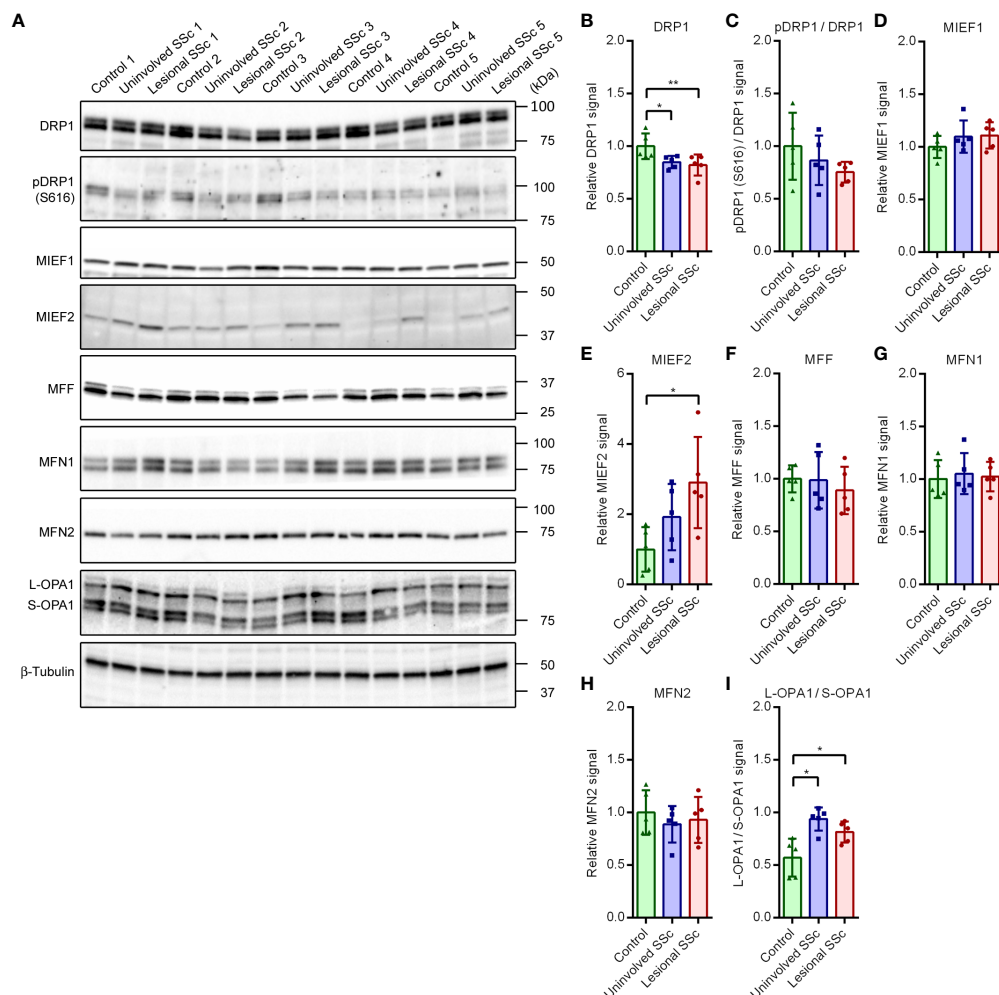 A
Control 1
Uninvolved SSc 1
Lesional SSc 1
Control 2
Uninvolved SSc 2
Lesional SSc 2
Control 3
Uninvolved SSc 3
Lesional SSc 3
Control 4
Uninvolved SSc 4
Lesional SSc 4
Control 5
Uninvolved SSc 5
Lesional SSc 5
(kDa)
DRP1
100
75
pDRP1
(S616)
100
75
MIEF1
50
MIEF2
50
37
MFF
37
25
MFN1
100
75
MFN2
100
75
L-OPA1
S-OPA1
75
β-Tubulin
50
37
B
DRP1
Relative DRP1 signal
2.0
1.5
1.0
0.5
0.0
**
*
Control
Uninvolved SSc
Lesional SSc
C
pDRP1 / DRP1
pDRP1 (S616) / DRP1 signal
2.0
1.5
1.0
0.5
0.0
Control
Uninvolved SSc
Lesional SSc
D
MIEF1
Relative MIEF1 signal
2.0
1.5
1.0
0.5
0.0
Control
Uninvolved SSc
Lesional SSc
E
MIEF2
Relative MIEF2 signal
6
4
2
0
*
Control
Uninvolved SSc
Lesional SSc
F
MFF
Relative MFF signal
2.0
1.5
1.0
0.5
0.0
Control
Uninvolved SSc
Lesional SSc
G
MFN1
Relative MFN1 signal
2.0
1.5
1.0
0.5
0.0
Control
Uninvolved SSc
Lesional SSc
H
MFN2
Relative MFN2 signal
2.0
1.5
1.0
0.5
0.0
Control
Uninvolved SSc
Lesional SSc
I
L-OPA1 / S-OPA1
L-OPA1 / S-OPA1 signal
2.0
1.5
1.0
0.5
0.0
*
*
Control
Uninvolved SSc
Lesional SSc